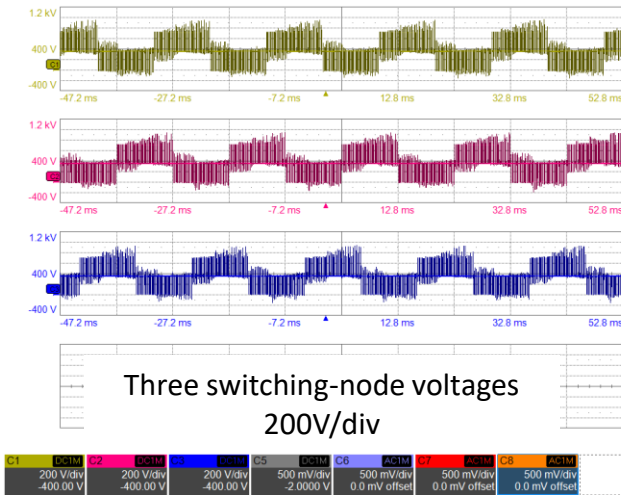 1.2 kV
400 V
C1
-400 V
-47.2 ms -27.2 ms -7.2 ms 12.8 ms 32.8 ms 52.8 ms
1.2 kV
400 V
-400 V
-47.2 ms -27.2 ms -7.2 ms 12.8 ms 32.8 ms 52.8 ms
1.2 kV
400 V
-400 V
-47.2 ms -27.2 ms -7.2 ms 12.8 ms 32.8 ms 52.8 ms
Three switching-node voltages
200V/div
C1 DC1M C2 DC1M C3 DC1M C5 DC1M C6 AC1M C7 AC1M C8 AC1M
200 V/div 200 V/div 200 V/div 500 mV/div 500 mV/div 500 mV/div 500 mV/div
-400.00 V -400.00 V -400.00 V -2.0000 V 0.0 mV offset 0.0 mV offset 0.0 mV offset